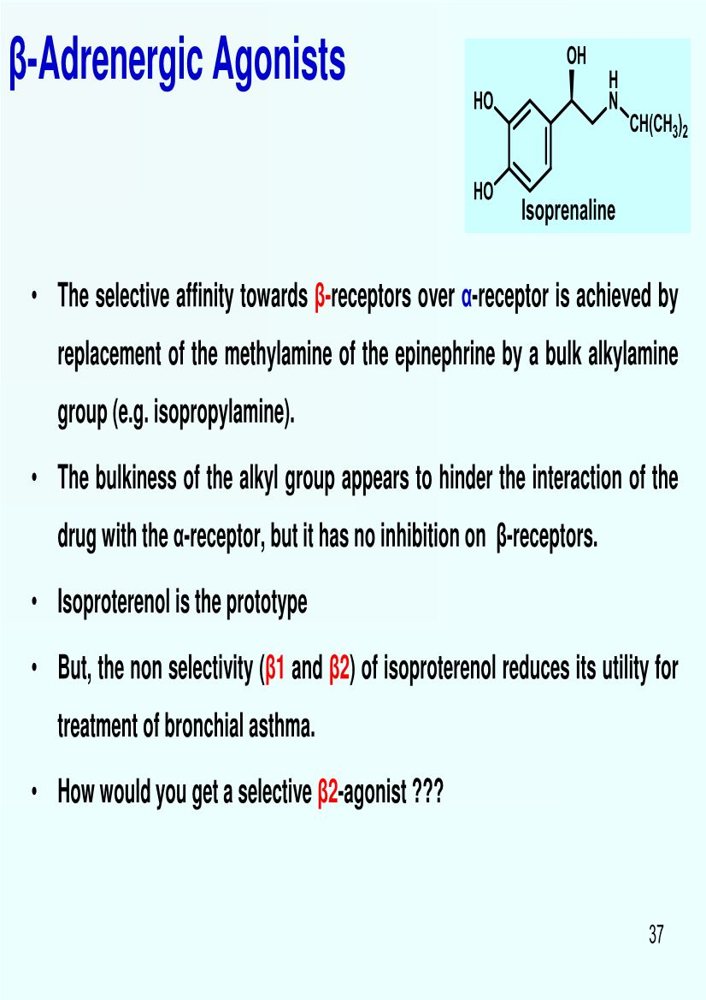 β-Adrenergic Agonists
OH
H
N
HO
CH(CH3)2
HO
Isoprenaline
• The selective affinity towards β-receptors over α-receptor is achieved by
replacement of the methylamine of the epinephrine by a bulk alkylamine
group (e.g. isopropylamine).
• The bulkiness of the alkyl group appears to hinder the interaction of the
drug with the α-receptor, but it has no inhibition on β-receptors.
• Isoproterenol is the prototype
• But, the non selectivity (β1 and β2) of isoproterenol reduces its utility for
treatment of bronchial asthma.
• How would you get a selective β2-agonist ???
37